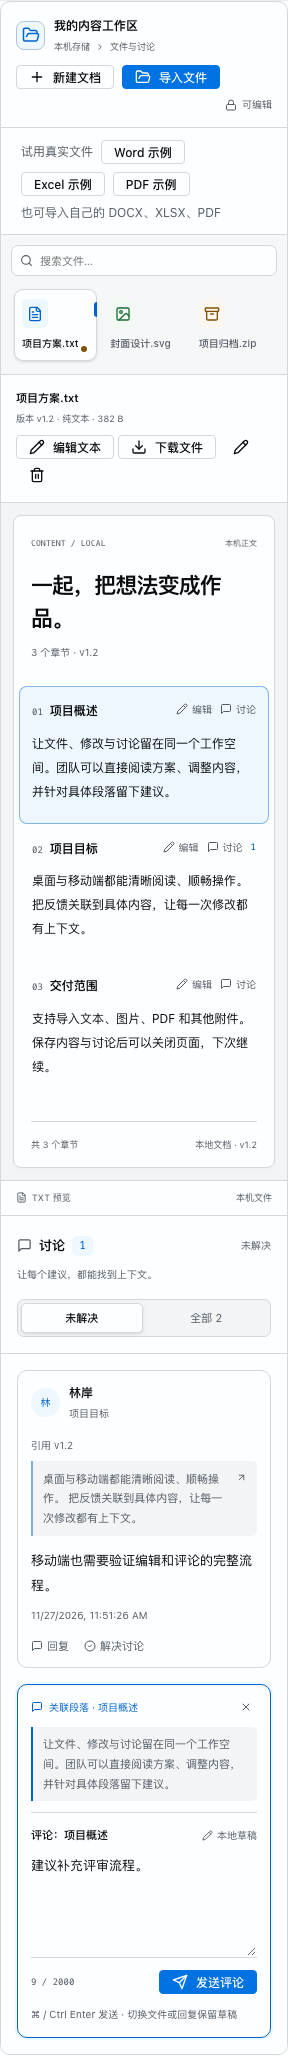 我的内容工作区
本机存储 > 文件与讨论
新建文档
导入文件
可编辑
试用真实文件
Word 示例
Excel 示例
PDF 示例
也可导入自己的 DOCX、XLSX、PDF
搜索文件...
项目方案.txt
封面设计.svg
项目归档.zip
项目方案.txt
版本 v1.2 · 纯文本 · 382 B
编辑文本
下载文件
CONTENT / LOCAL
本机正文
一起，把想法变成作
品。
3 个章节 · v1.2
01 项目概述
编辑
讨论
让文件、修改与讨论留在同一个工作空
间。团队可以直接阅读方案、调整内容，
并针对具体段落留下建议。
02 项目目标
编辑
讨论 1
桌面与移动端都能清晰阅读、顺畅操作。
把反馈关联到具体内容，让每一次修改都
有上下文。
03 交付范围
编辑
讨论
支持导入文本、图片、PDF 和其他附件。
保存内容与讨论后可以关闭页面，下次继
续。
共 3 个章节
本地文档 · v1.2
TXT 预览
本机文件
讨论 1
未解决
让每个建议，都能找到上下文。
未解决
全部 2
林
林岸
项目目标
引用 v1.2
桌面与移动端都能清晰阅读、顺畅操
作。 把反馈关联到具体内容，让每一
次修改都有上下文。
移动端也需要验证编辑和评论的完整流
程。
11/27/2026, 11:51:26 AM
回复
解决讨论
关联段落 · 项目概述
让文件、修改与讨论留在同一个工作空
间。团队可以直接阅读方案、调整内容，
并针对具体段落留下建议。
评论：项目概述
本地草稿
建议补充评审流程。
9 / 2000
发送评论
⌘ / Ctrl Enter 发送 · 切换文件或回复保留草稿